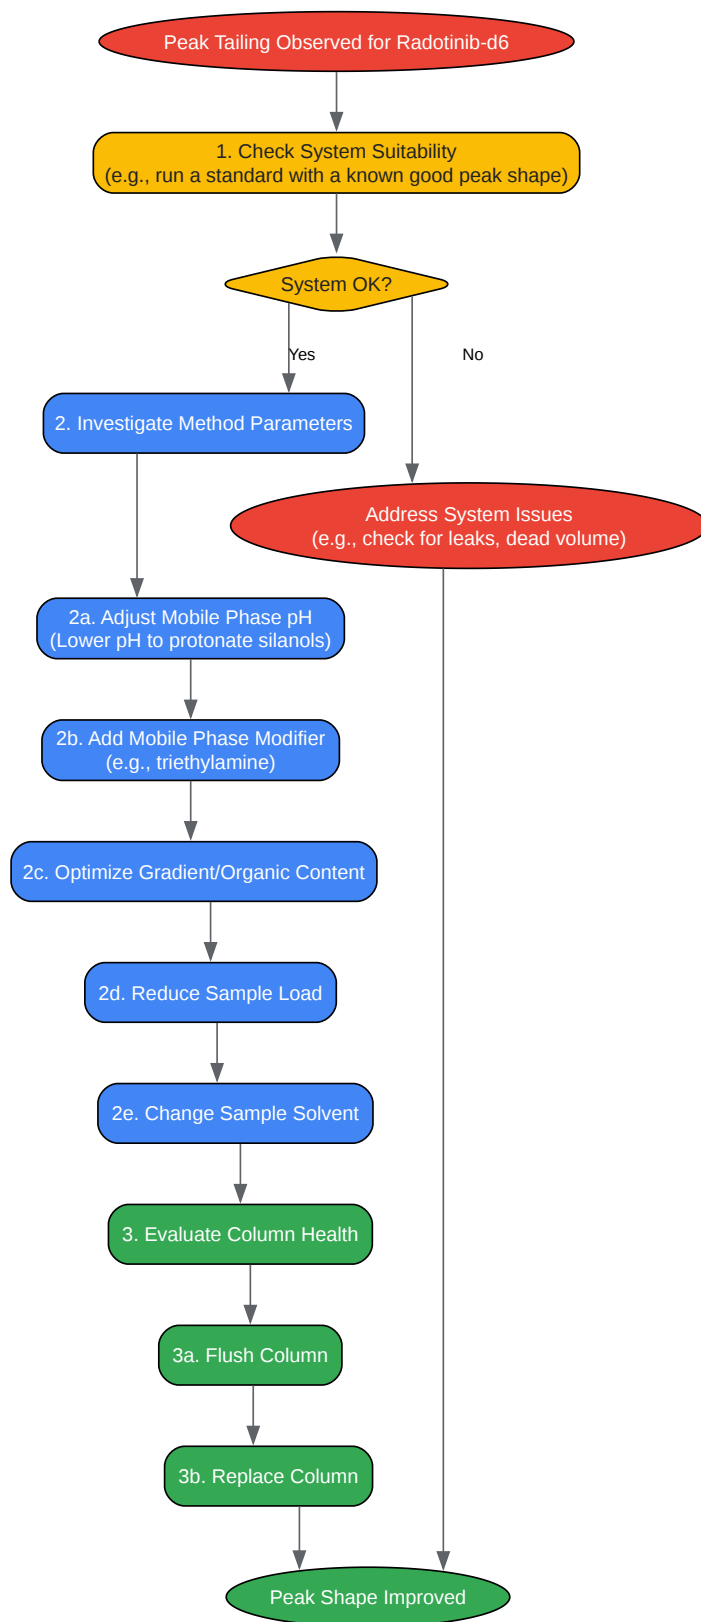 Peak Tailing Observed for Radotinib-d6
1. Check System Suitability
(e.g., run a standard with a known good peak shape)
System OK?
Yes
No
2. Investigate Method Parameters
Address System Issues
(e.g., check for leaks, dead volume)
2a. Adjust Mobile Phase pH
(Lower pH to protonate silanols)
2b. Add Mobile Phase Modifier
(e.g., triethylamine)
2c. Optimize Gradient/Organic Content
2d. Reduce Sample Load
2e. Change Sample Solvent
3. Evaluate Column Health
3a. Flush Column
3b. Replace Column
Peak Shape Improved